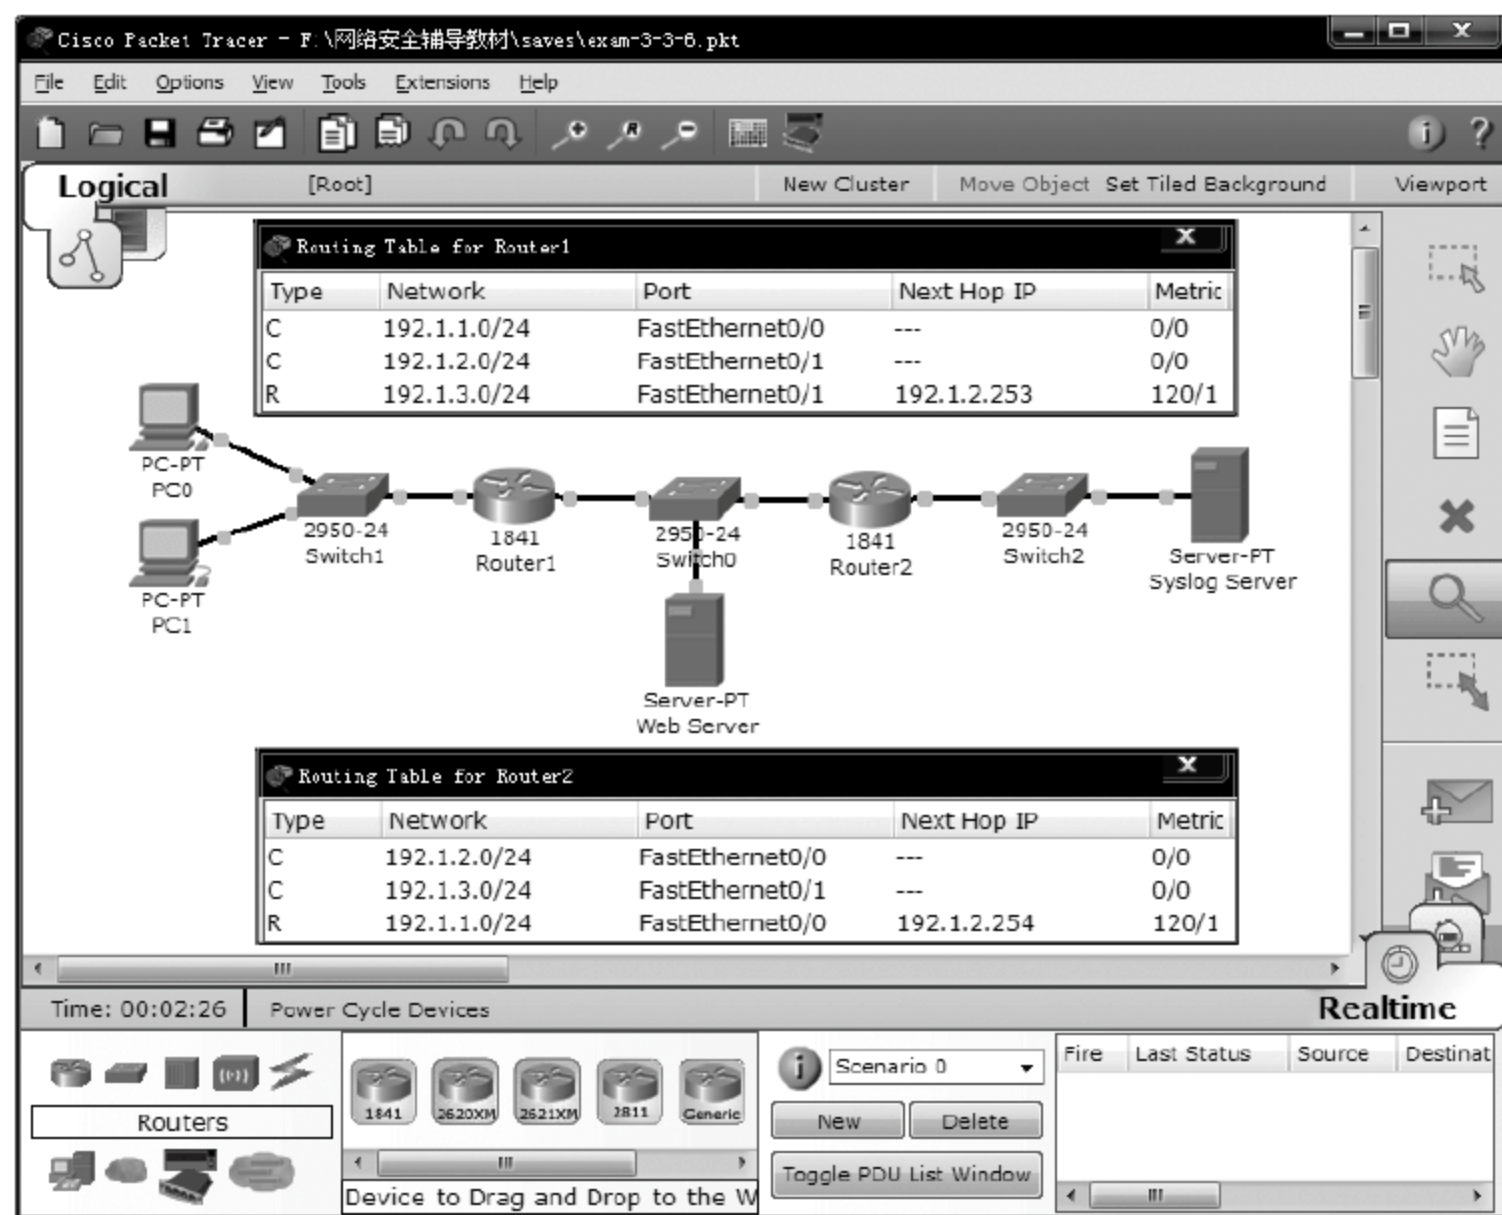 Cisco Packet Tracer - F:\网络安全辅导教材\saves\exam-3-3-6.pkt
File Edit Options View Tools Extensions Help
Logical [Root] New Cluster Move Object Set Tiled Background Viewport
Routing Table for Router1
Type Network Port Next Hop IP Metric
C 192.1.1.0/24 FastEthernet0/0 --- 0/0
C 192.1.2.0/24 FastEthernet0/1 --- 0/0
R 192.1.3.0/24 FastEthernet0/1 192.1.2.253 120/1
PC-PT
PC0
2950-24
Switch1
1841
Router1
2950-24
Switch0
1841
Router2
2950-24
Switch2
Server-PT
Syslog Server
PC-PT
PC1
Server-PT
Web Server
Routing Table for Router2
Type Network Port Next Hop IP Metric
C 192.1.2.0/24 FastEthernet0/0 --- 0/0
C 192.1.3.0/24 FastEthernet0/1 --- 0/0
R 192.1.1.0/24 FastEthernet0/0 192.1.2.254 120/1
Time: 00:02:26 Power Cycle Devices Realtime
Routers
1841 2620XM 2621XM 2811 Generic
Device to Drag and Drop to the W
Scenario 0
New Delete
Toggle PDU List Window
Fire Last Status Source Destinat